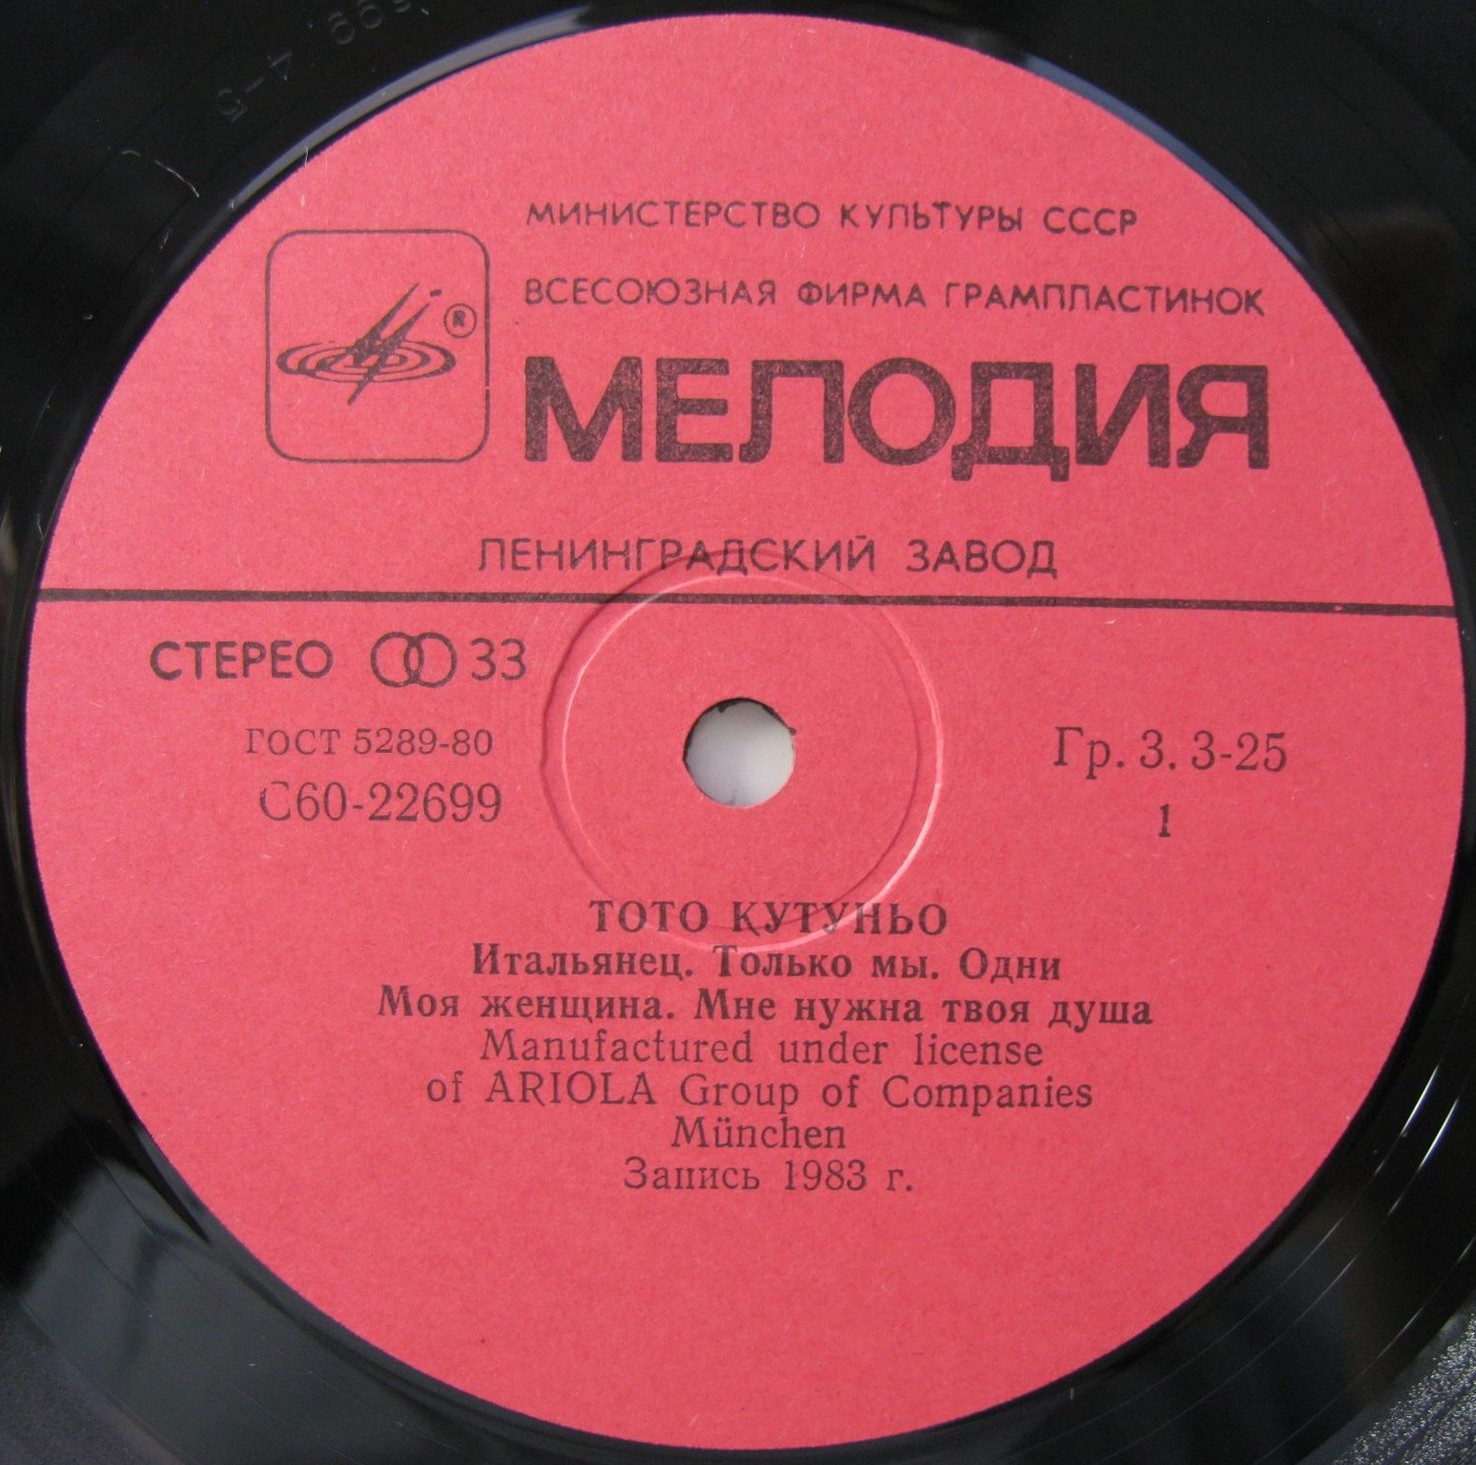 МИНИСТЕРСТВО КУЛЬТУРЫ СССР
ВСЕСОЮЗНАЯ ФИРМА ГРАМПЛАСТИНОК
®
МЕЛОДИЯ
ЛЕНИНГРАДСКИЙ ЗАВОД
СТЕРЕО 33
ГОСТ 5289-80
С60-22699
Гр. 3. 3-25
1
ТОТО КУТУНЬО
Итальянец. Только мы. Одни
Моя женщина. Мне нужна твоя душа
Manufactured under license
of ARIOLA Group of Companies
München
Запись 1983 г.